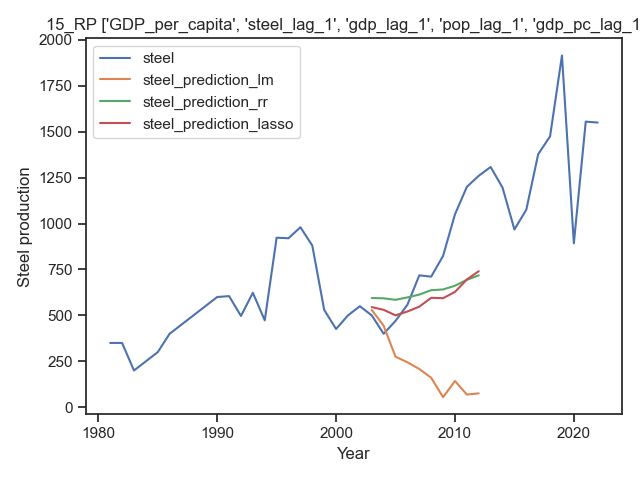 15_RP ['GDP_per_capita', 'steel_lag_1', 'gdp_lag_1', 'pop_lag_1', 'gdp_pc_lag_1
2000
1750
1500
1250
1000
750
500
250
0
Steel production
steel
steel_prediction_lm
steel_prediction_rr
steel_prediction_lasso
1980
1990
2000
2010
2020
Year